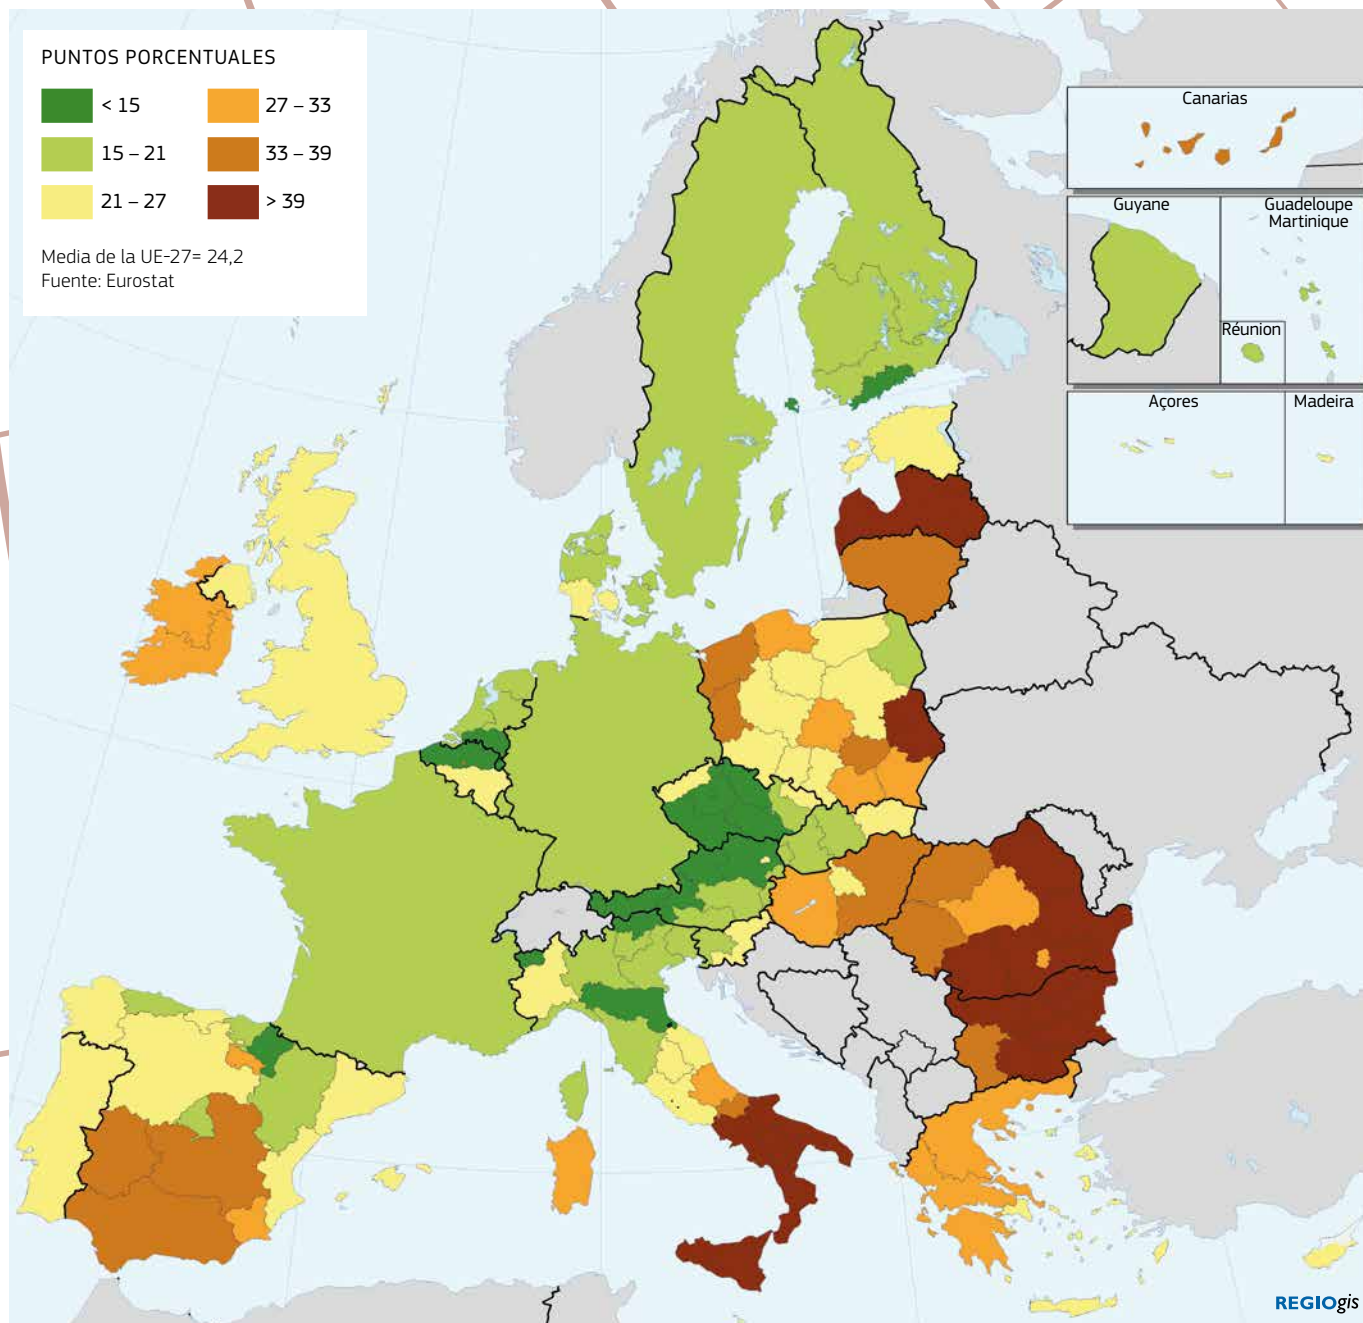 PUNTOS PORCENTUALES
< 15
27 – 33
15 – 21
33 – 39
21 – 27
> 39
Media de la UE-27= 24,2
Fuente: Eurostat
Canarias
Guyane
Guadeloupe
Martinique
Réunion
Açores
Madeira
REGIOgis